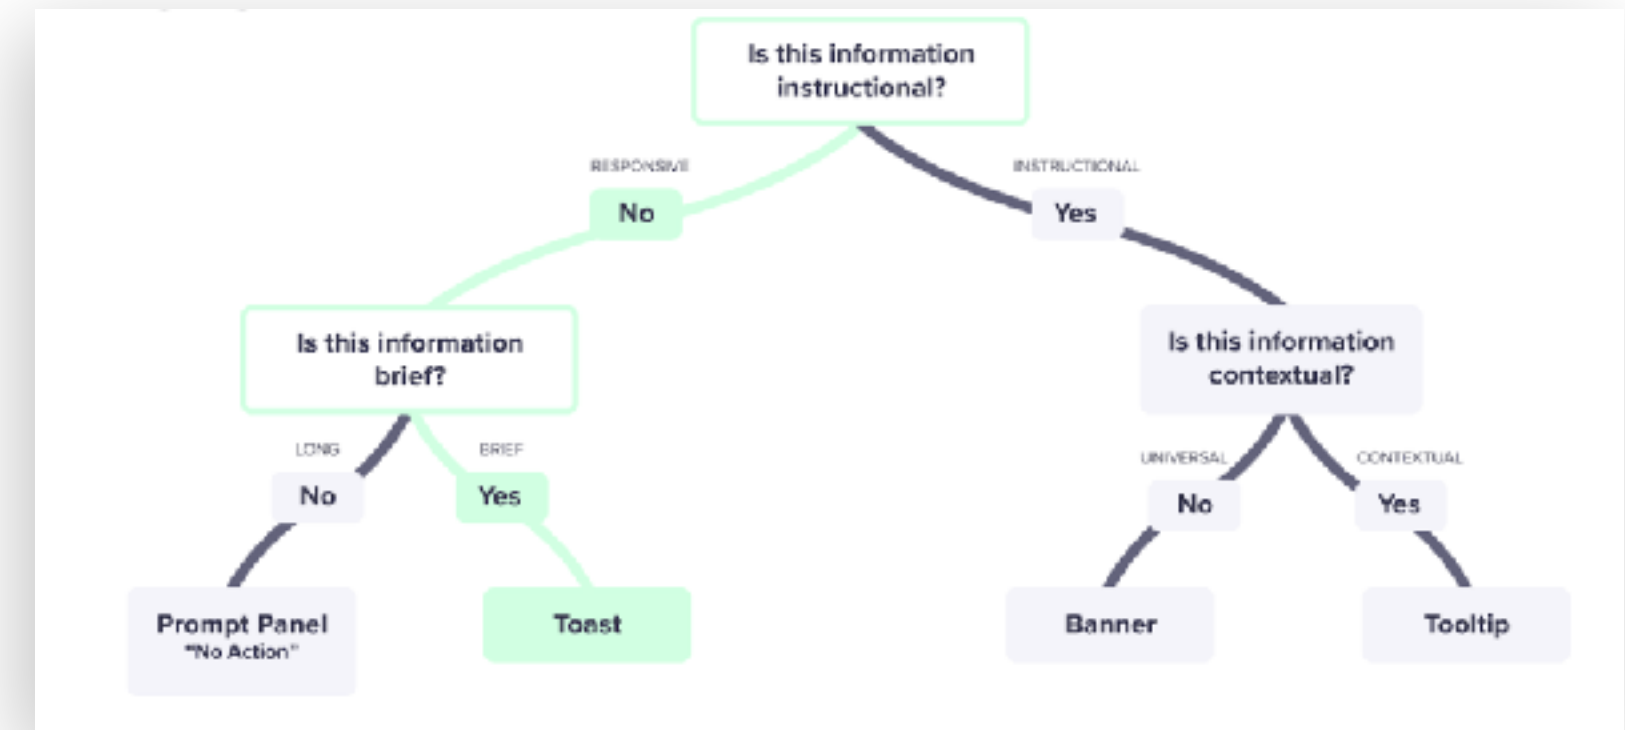 Is this information
instructional?
RESPONSIVE
INSTRUCTIONAL
No
Yes
Is this information
brief?
Is this information
contextual?
LONG
BRIEF
UNIVERSAL
CONTEXTUAL
No
Yes
No
Yes
Prompt Panel
"No Action"
Toast
Banner
Tooltip